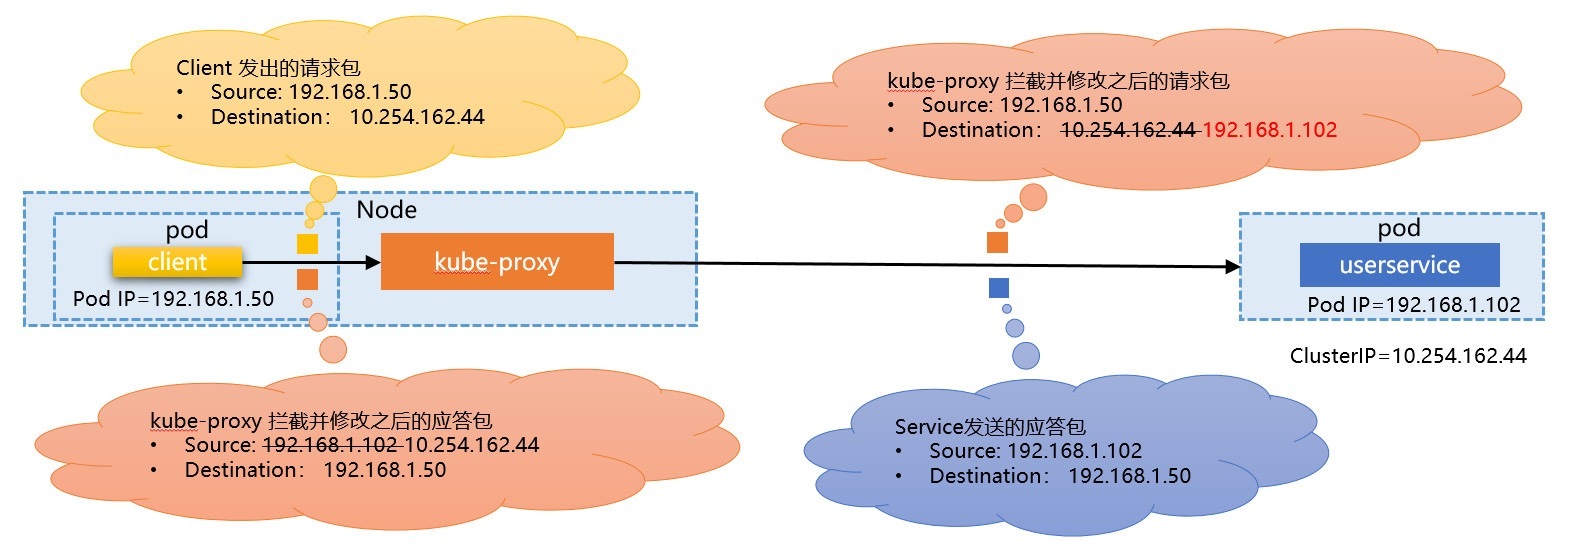 Client 发出的请求包
• Source: 192.168.1.50
• Destination： 10.254.162.44
kube-proxy 拦截并修改之后的请求包
• Source: 192.168.1.50
• Destination： 10.254.162.44 192.168.1.102
Node
pod
client
Pod IP=192.168.1.50
kube-proxy
pod
userservice
Pod IP=192.168.1.102
ClusterIP=10.254.162.44
kube-proxy 拦截并修改之后的应答包
• Source: 192.168.1.102 10.254.162.44
• Destination： 192.168.1.50
Service发送的应答包
• Source: 192.168.1.102
• Destination： 192.168.1.50